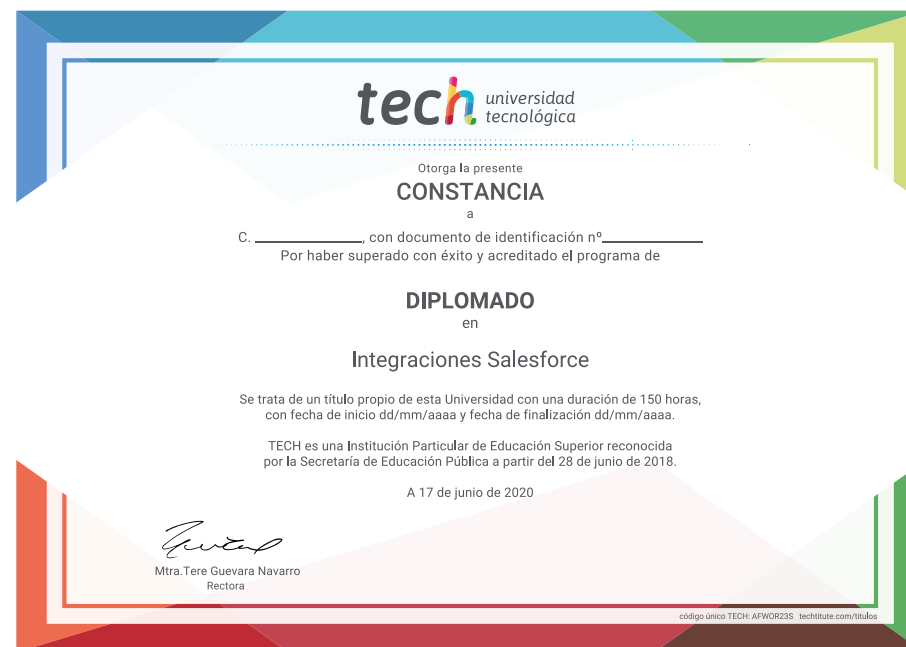 tech universidad
tecnológica
Otorga la presente
CONSTANCIA
a
C. ____________, con documento de identificación nº____________
Por haber superado con éxito y acreditado el programa de
DIPLOMADO
en
Integraciones Salesforce
Se trata de un título propio de esta Universidad con una duración de 150 horas,
con fecha de inicio dd/mm/aaaa y fecha de finalización dd/mm/aaaa.
TECH es una Institución Particular de Educación Superior reconocida
por la Secretaría de Educación Pública a partir del 28 de junio de 2018.
A 17 de junio de 2020
Mtra.Tere Guevara Navarro
Rectora
código único TECH: AFWOR23S techtitute.com/titulos